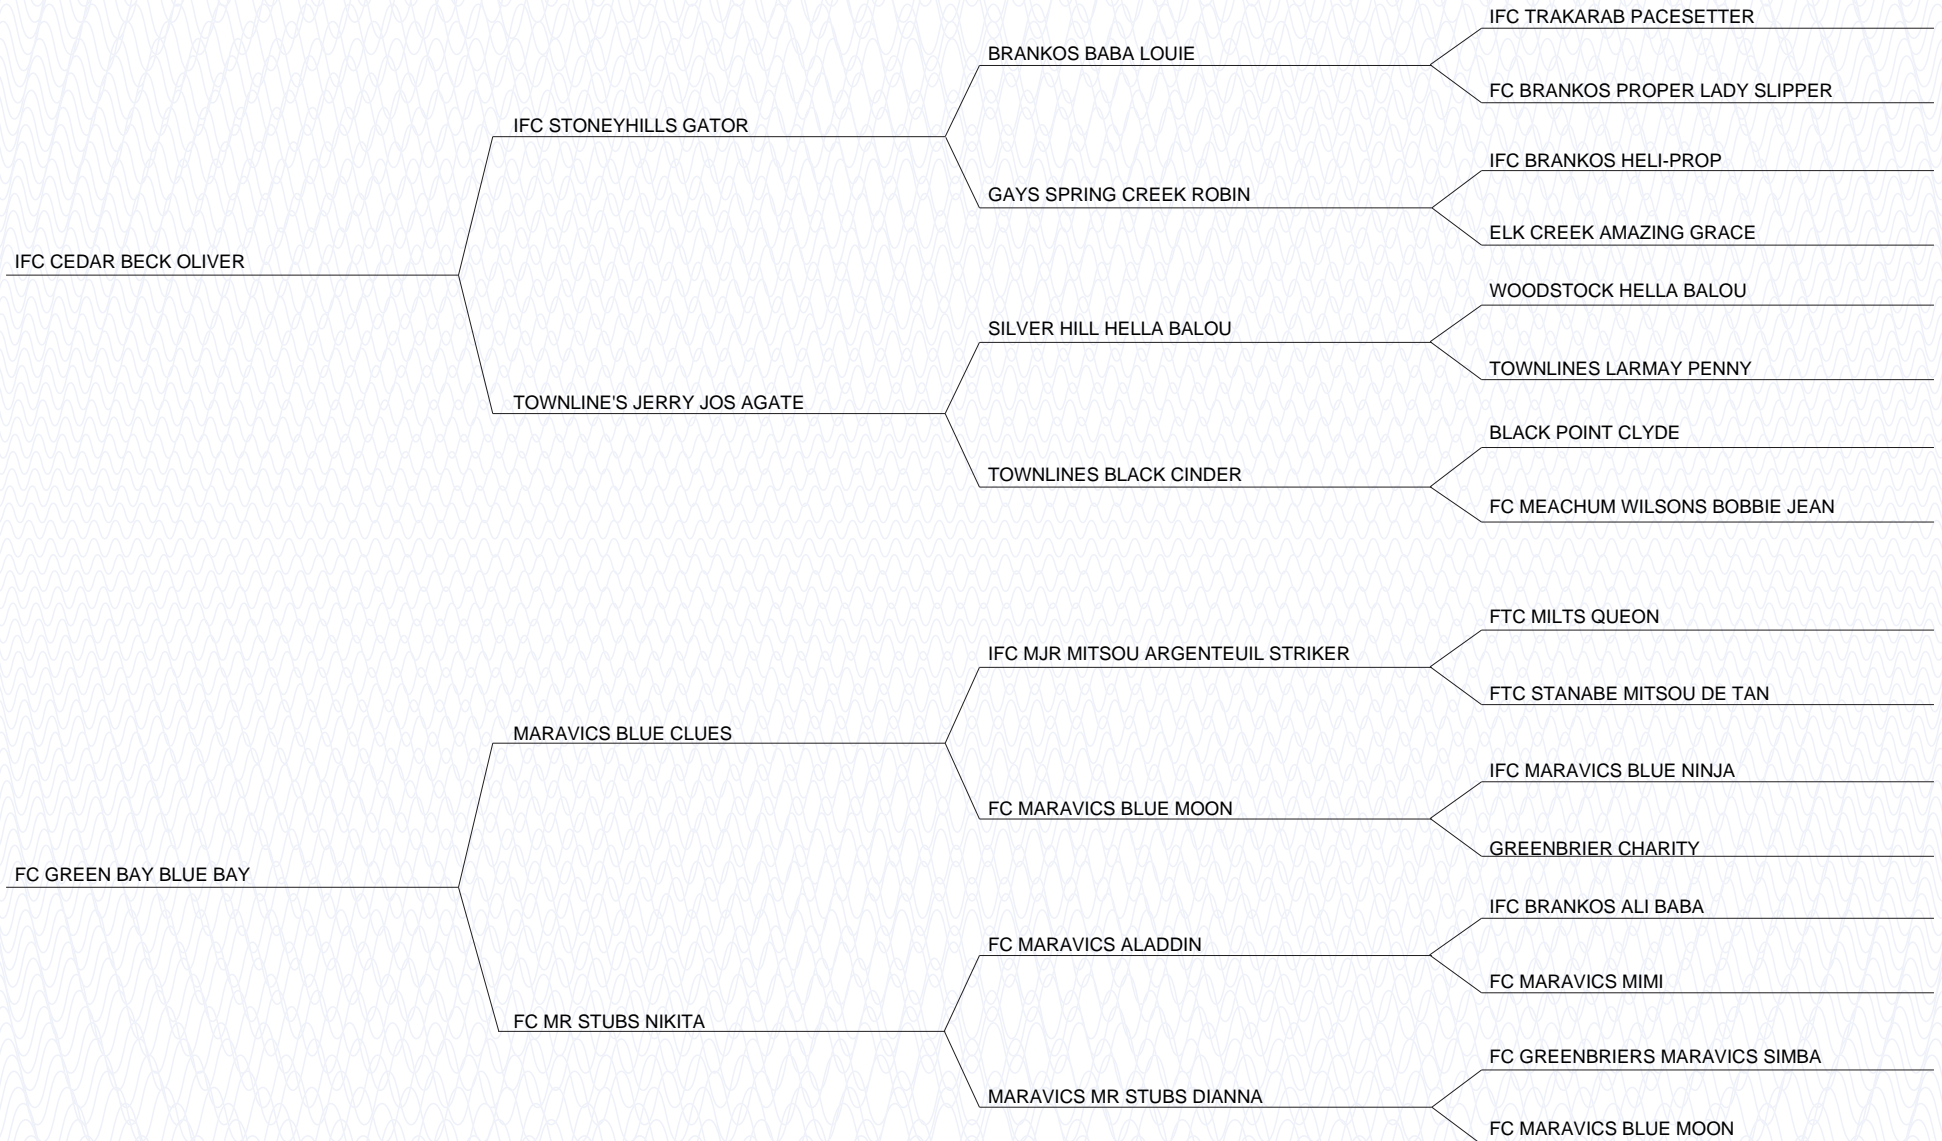 IFC TRAKARAB PACESETTER
BRANKOS BABA LOUIE
FC BRANKOS PROPER LADY SLIPPER
IFC STONEYHILLS GATOR
IFC BRANKOS HELI-PROP
GAYS SPRING CREEK ROBIN
ELK CREEK AMAZING GRACE
IFC CEDAR BECK OLIVER
WOODSTOCK HELLA BALOU
SILVER HILL HELLA BALOU
TOWNLINES LARMAY PENNY
TOWNLINE'S JERRY JOS AGATE
BLACK POINT CLYDE
TOWNLINES BLACK CINDER
FC MEACHUM WILSONS BOBBIE JEAN
FTC MILTS QUEON
IFC MJR MITSOU ARGENTEUIL STRIKER
FTC STANABE MITSOU DE TAN
MARAVICS BLUE CLUES
IFC MARAVICS BLUE NINJA
FC MARAVICS BLUE MOON
GREENBRIER CHARITY
FC GREEN BAY BLUE BAY
IFC BRANKOS ALI BABA
FC MARAVICS ALADDIN
FC MARAVICS MIMI
FC MR STUBS NIKITA
FC GREENBRIERS MARAVICS SIMBA
MARAVICS MR STUBS DIANNA
FC MARAVICS BLUE MOON